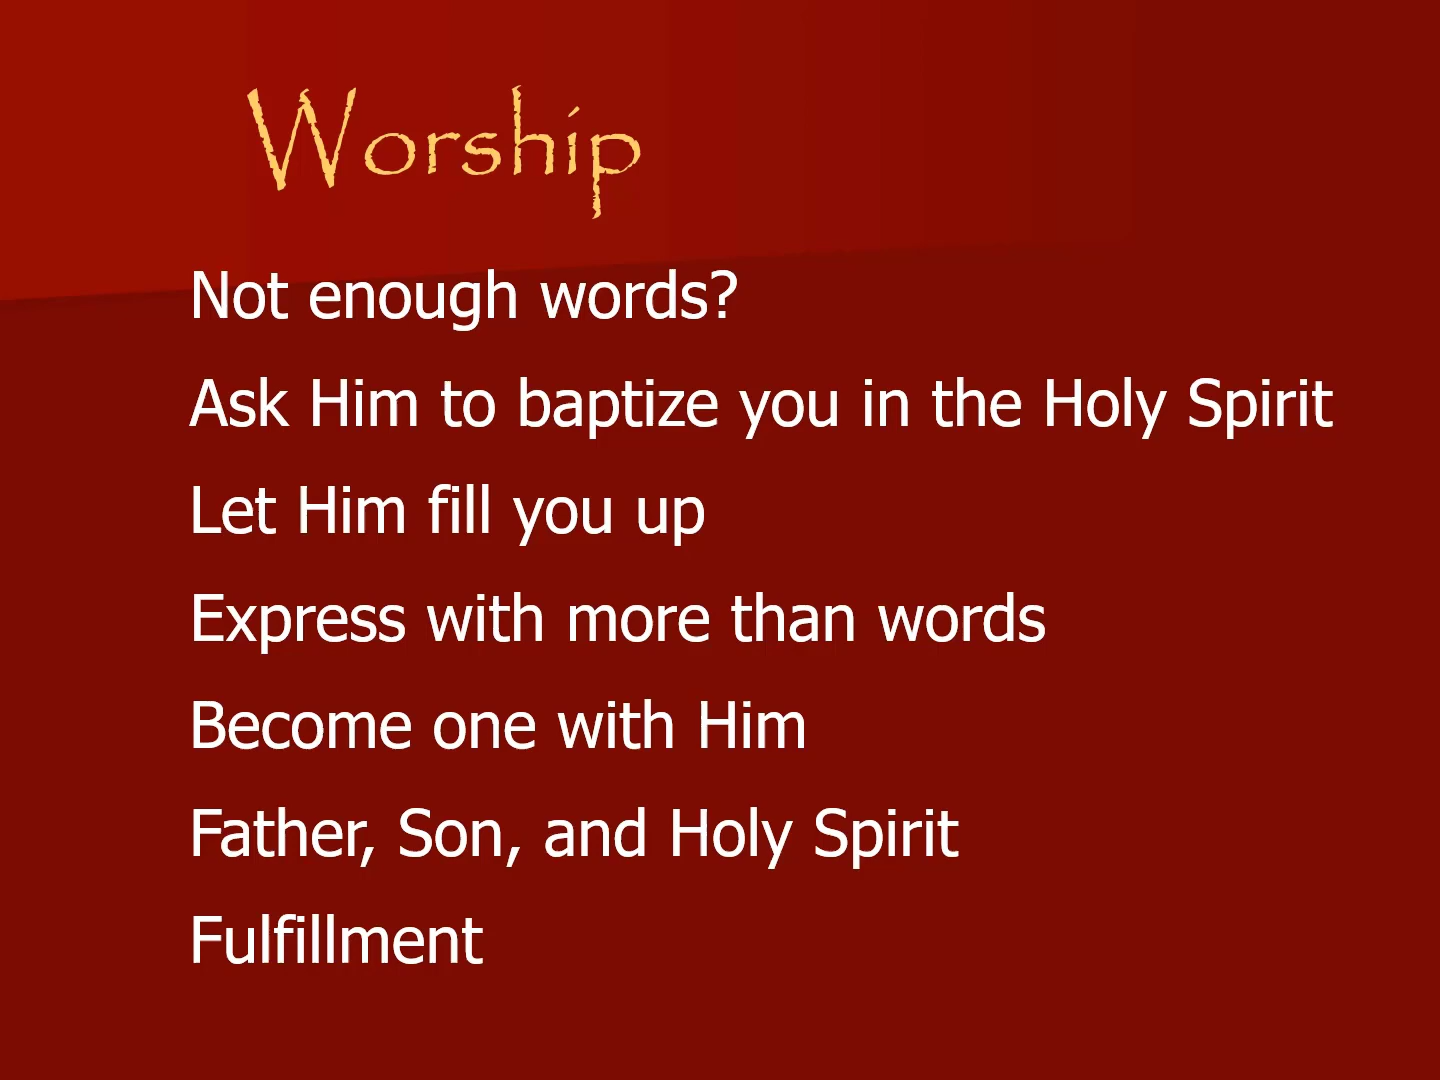 Worship
Not enough words?
Ask Him to baptize you in the Holy Spirit
Let Him fill you up
Express with more than words
Become one with Him
Father, Son, and Holy Spirit
Fulfillment